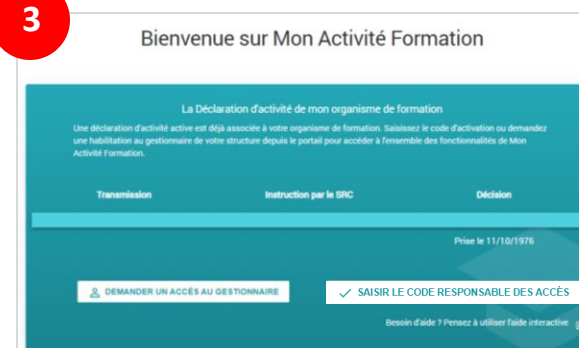 3
Bienvenue sur Mon Activité Formation
La Déclaration d'activité de mon organisme de formation
Une déclaration d'activité active est déjà associée à votre organisme de formation. Saisissez le code d'activation ou demandez
une habilitation au gestionnaire de votre structure depuis le portail pour accéder à l'ensemble des fonctionnalités de Mon
Activité Formation.
Transmission Instruction par le SRC Décision
Prise le 11/10/1976
DEMANDER UN ACCÈS AU GESTIONNAIRE SAISIR LE CODE RESPONSABLE DES ACCÈS
Besoin d'aide ? Pensez à utiliser l'aide interactive